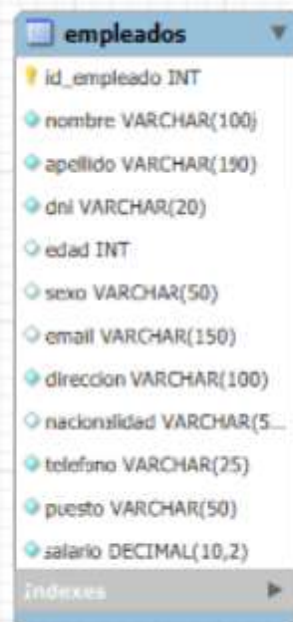 empleados
id_empleado INT
nombre VARCHAR(100)
apellido VARCHAR(190)
dni VARCHAR(20)
edad INT
sexo VARCHAR(50)
email VARCHAR(150)
direccion VARCHAR(100)
nacionalidad VARCHAR(5...
telefono VARCHAR(25)
puesto VARCHAR(50)
salario DECIMAL(10,2)
Indexes